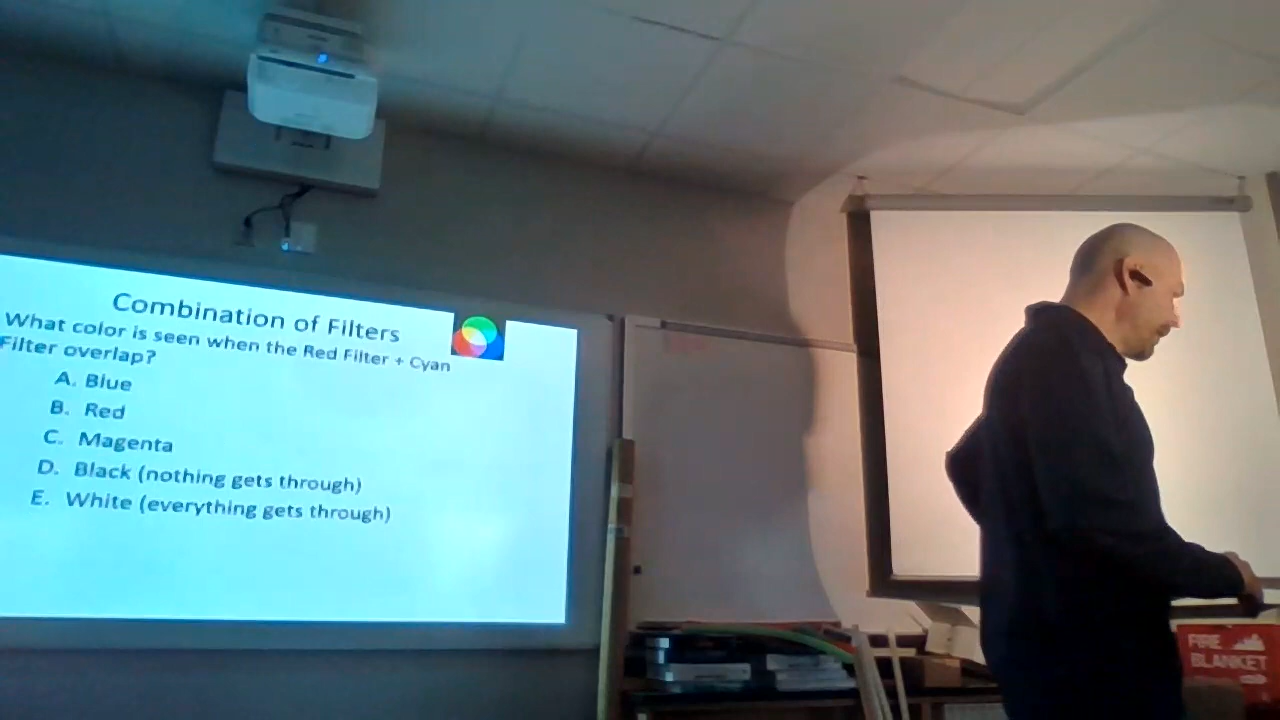 Combination of Filters
What color is seen when the Red Filter + Cyan
Filter overlap?
A. Blue
B. Red
C. Magenta
D. Black (nothing gets through)
E. White (everything gets through)
FIRE
BLANKET